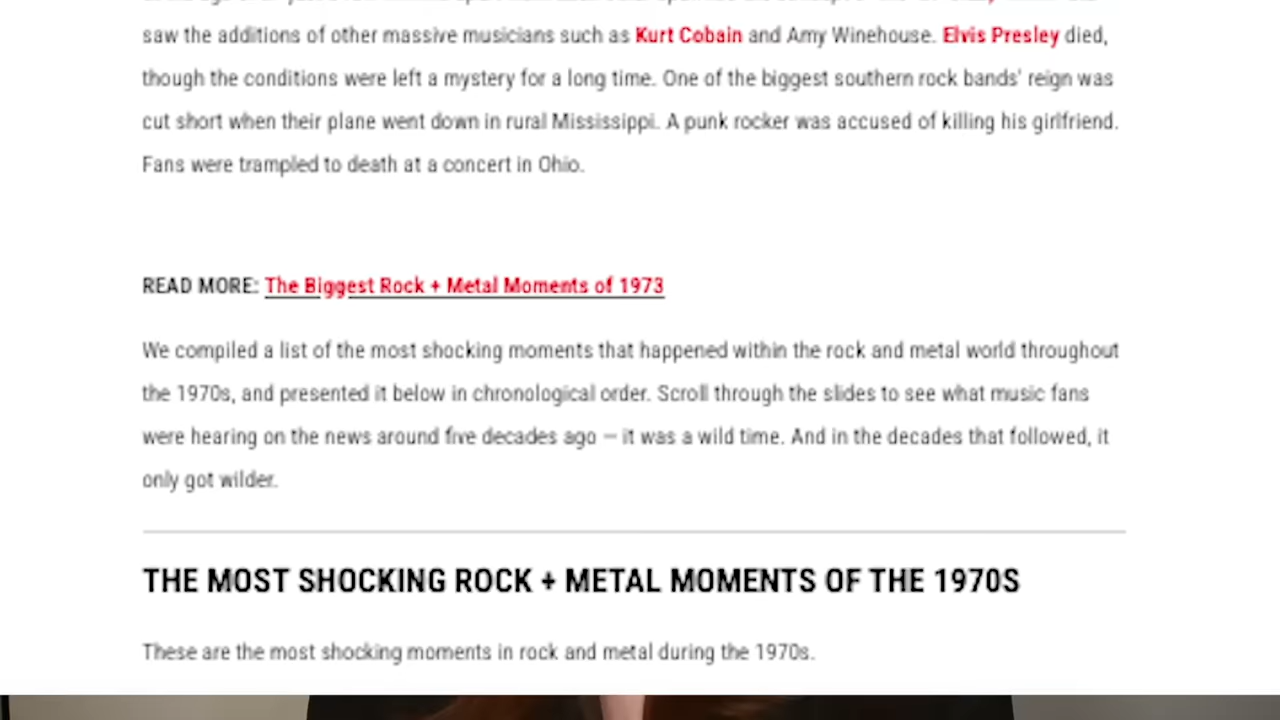 saw the additions of other massive musicians such as Kurt Cobain and Amy Winehouse. Elvis Presley died,
though the conditions were left a mystery for a long time. One of the biggest southern rock bands' reign was
cut short when their plane went down in rural Mississippi. A punk rocker was accused of killing his girlfriend.
Fans were trampled to death at a concert in Ohio.
READ MORE: The Biggest Rock + Metal Moments of 1973
We compiled a list of the most shocking moments that happened within the rock and metal world throughout
the 1970s, and presented it below in chronological order. Scroll through the slides to see what music fans
were hearing on the news around five decades ago — it was a wild time. And in the decades that followed, it
only got wilder.
THE MOST SHOCKING ROCK + METAL MOMENTS OF THE 1970S
These are the most shocking moments in rock and metal during the 1970s.